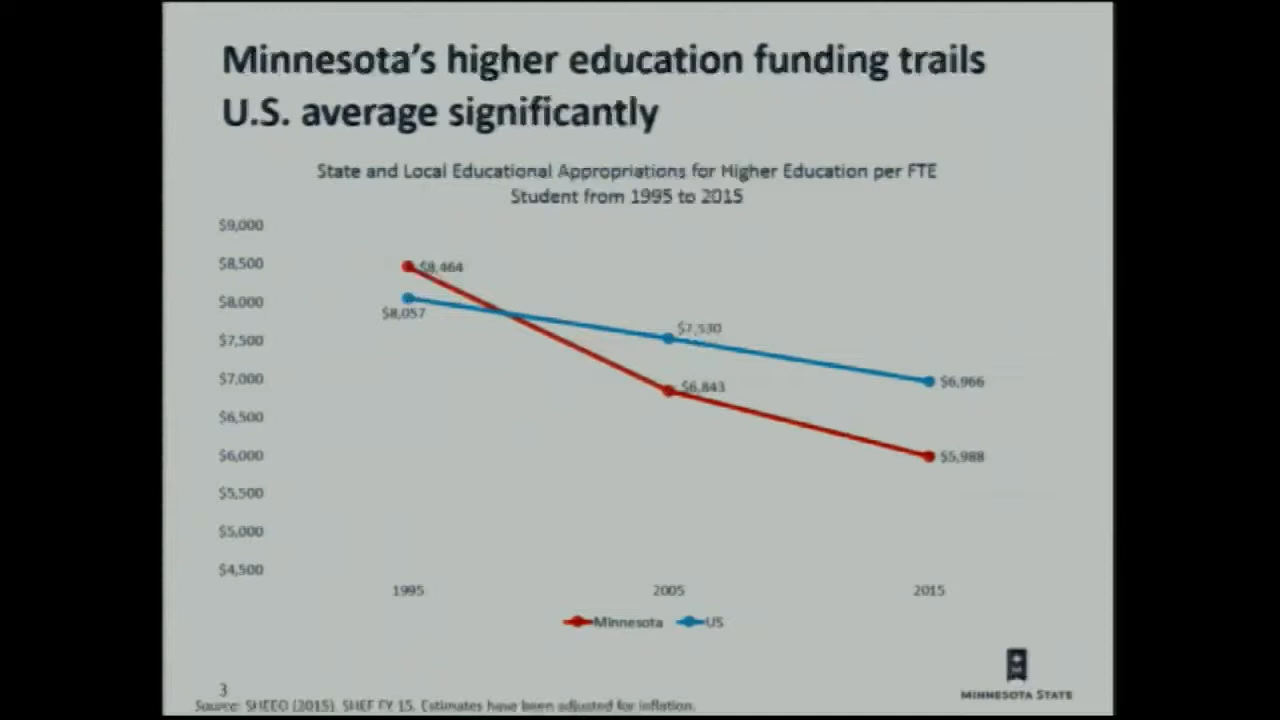 Minnesota's higher education funding trails
U.S. average significantly
State and Local Educational Appropriations for Higher Education per FTE
Student from 1995 to 2015
$9,000
$8,500
$8,000
$7,500
$7,000
$6,500
$6,000
$5,500
$5,000
$4,500
$8,464
$8,057
$7,530
$6,843
$6,966
$5,988
1995 2005 2015
Minnesota US
3
MINNESOTA STATE
Source: SHEEO (2015). SHEF FY 15. Estimates have been adjusted for inflation.